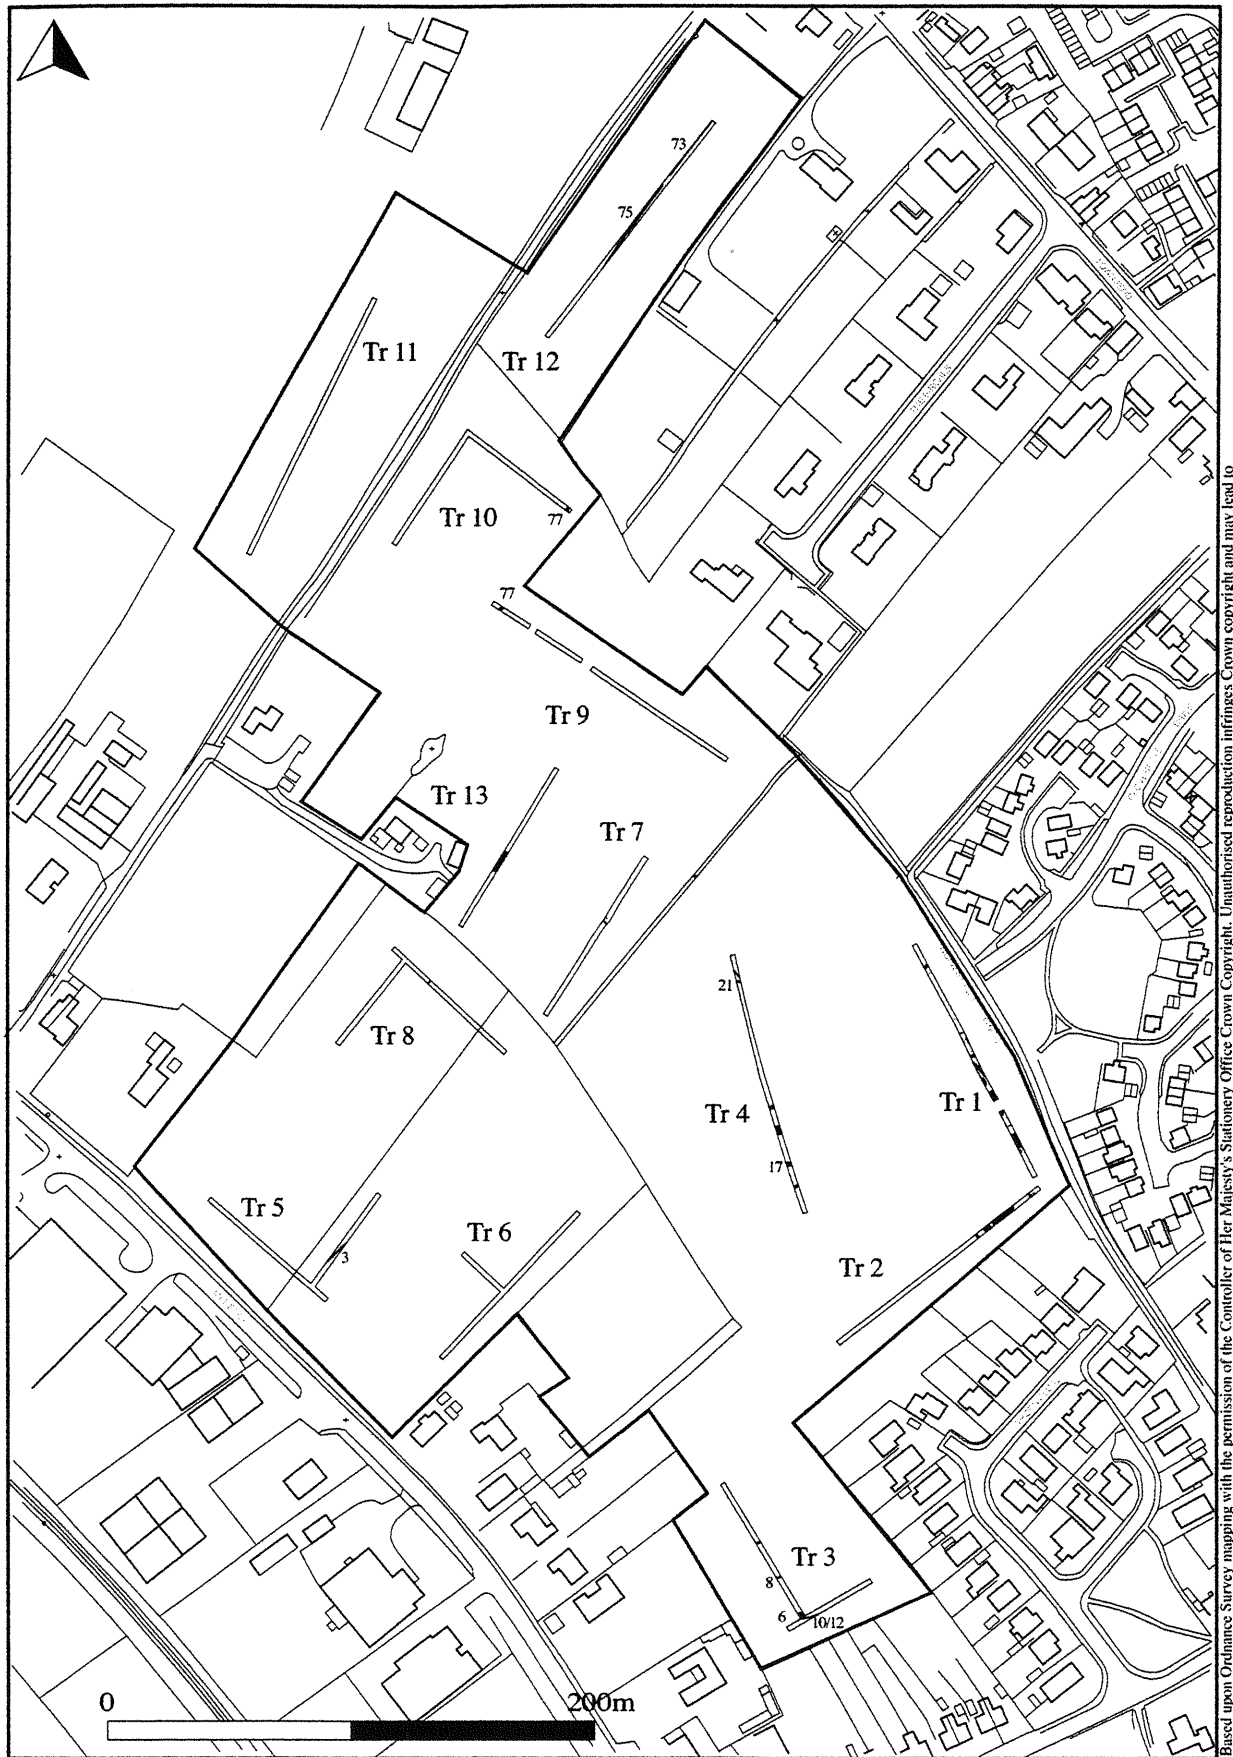 73
75
Tr 11
Tr 12
Tr 10
77
77
Tr 9
Tr 13
Tr 7
21
Tr 8
Tr 4
Tr 1
17
Tr 5
Tr 6
3
Tr 2
Tr 3
8
6
10/12
0
200m
Based upon Ordnance Survey mapping with the permission of the Controller of Her Majesty's Stationery Office Crown Copyright. Unauthorised reproduction infringes Crown copyright and may lead to